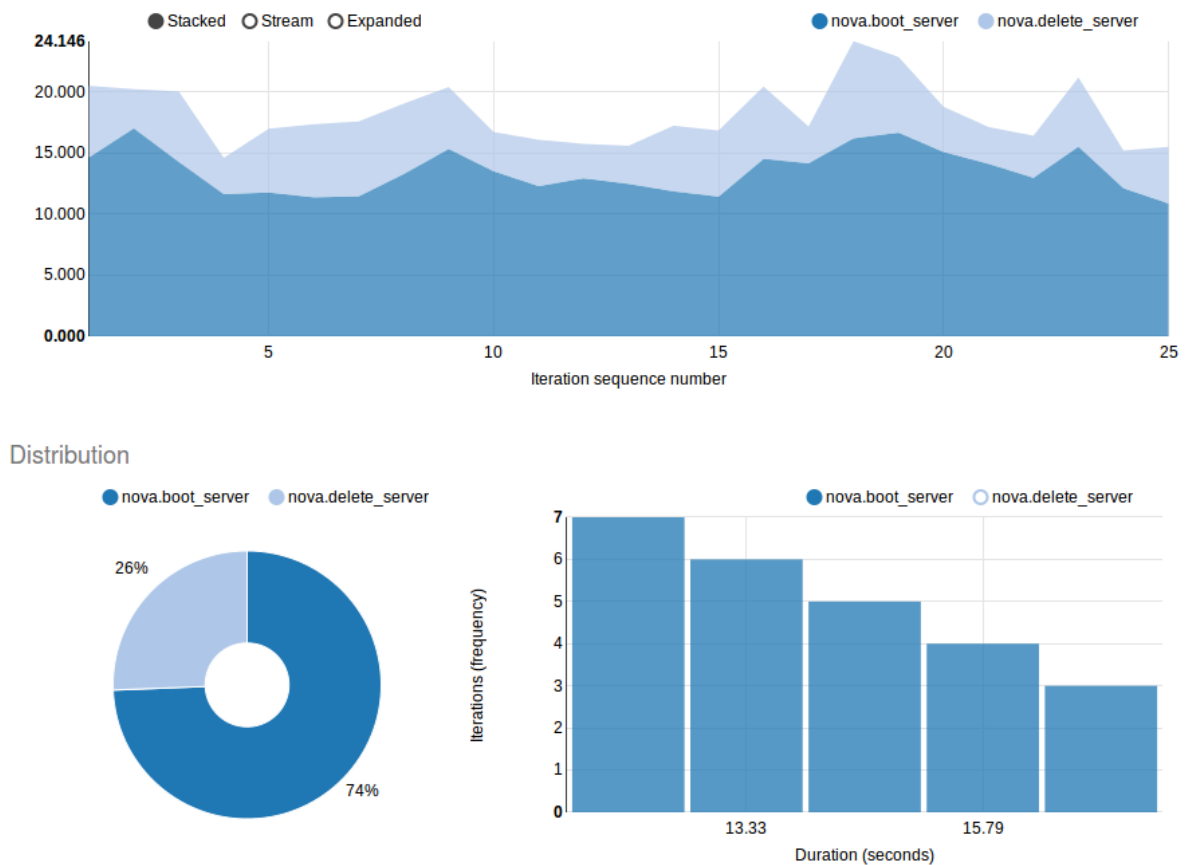 Stacked Stream Expanded nova.boot_server nova.delete_server
24.146
20.000
15.000
10.000
5.000
0.000
5 10 15 20 25
Iteration sequence number
Distribution
nova.boot_server nova.delete_server
26%
74%
nova.boot_server nova.delete_server
7
6
5
4
3
2
1
0
Iterations (frequency)
13.33 15.79
Duration (seconds)